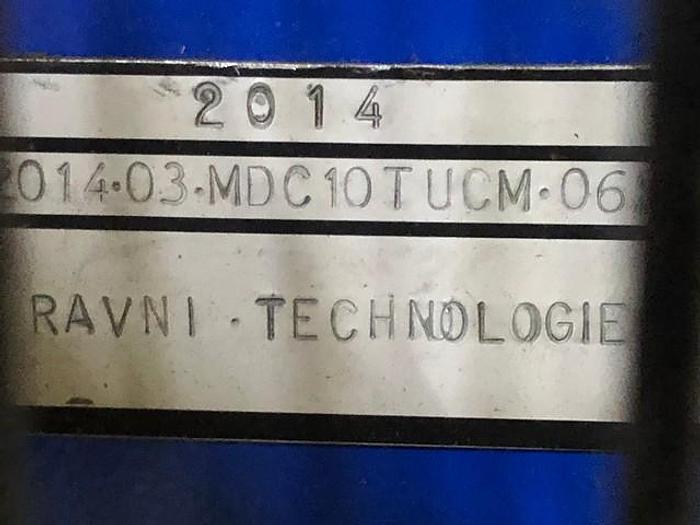 2014
2014·03·MDC10TUCM·06
RAVNI · TECHNOLOGIE